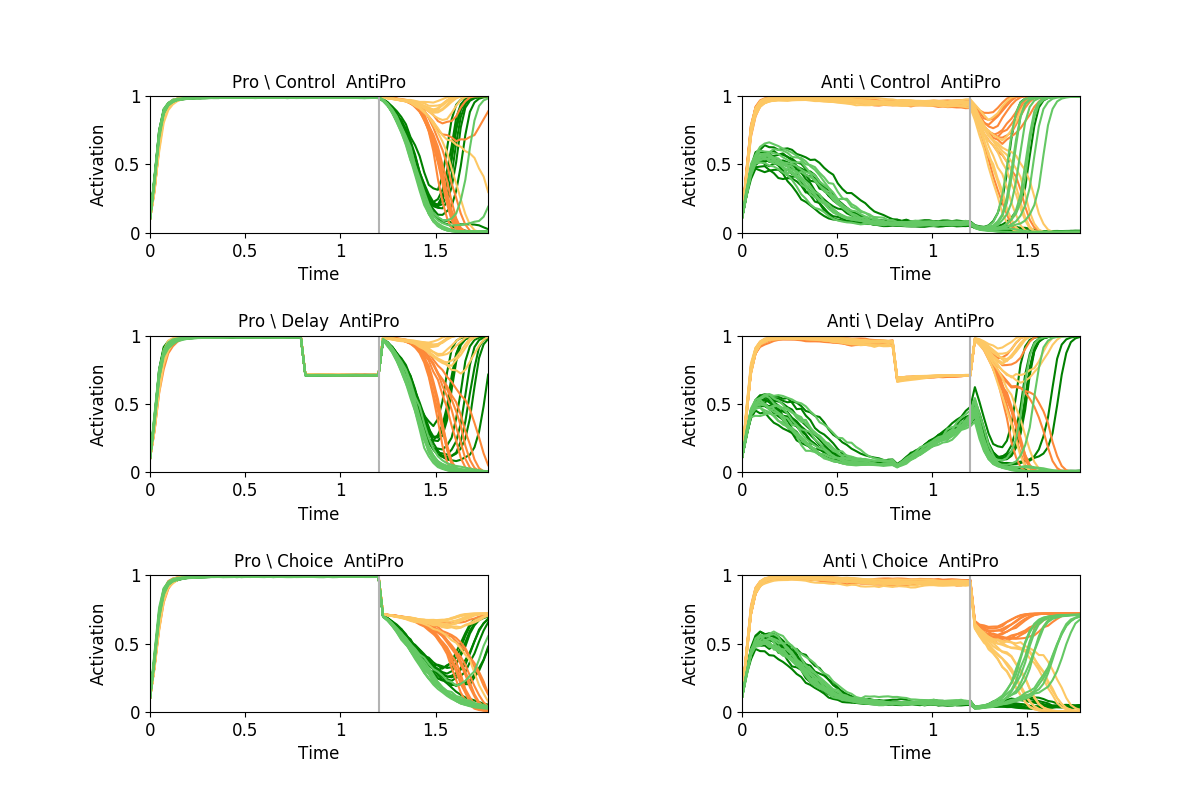 Pro \ Control  AntiPro
Activation
1
0.5
0
0
0.5
1
1.5
Time
Anti \ Control  AntiPro
Activation
1
0.5
0
0
0.5
1
1.5
Time
Pro \ Delay  AntiPro
Activation
1
0.5
0
0
0.5
1
1.5
Time
Anti \ Delay  AntiPro
Activation
1
0.5
0
0
0.5
1
1.5
Time
Pro \ Choice  AntiPro
Activation
1
0.5
0
0
0.5
1
1.5
Time
Anti \ Choice  AntiPro
Activation
1
0.5
0
0
0.5
1
1.5
Time